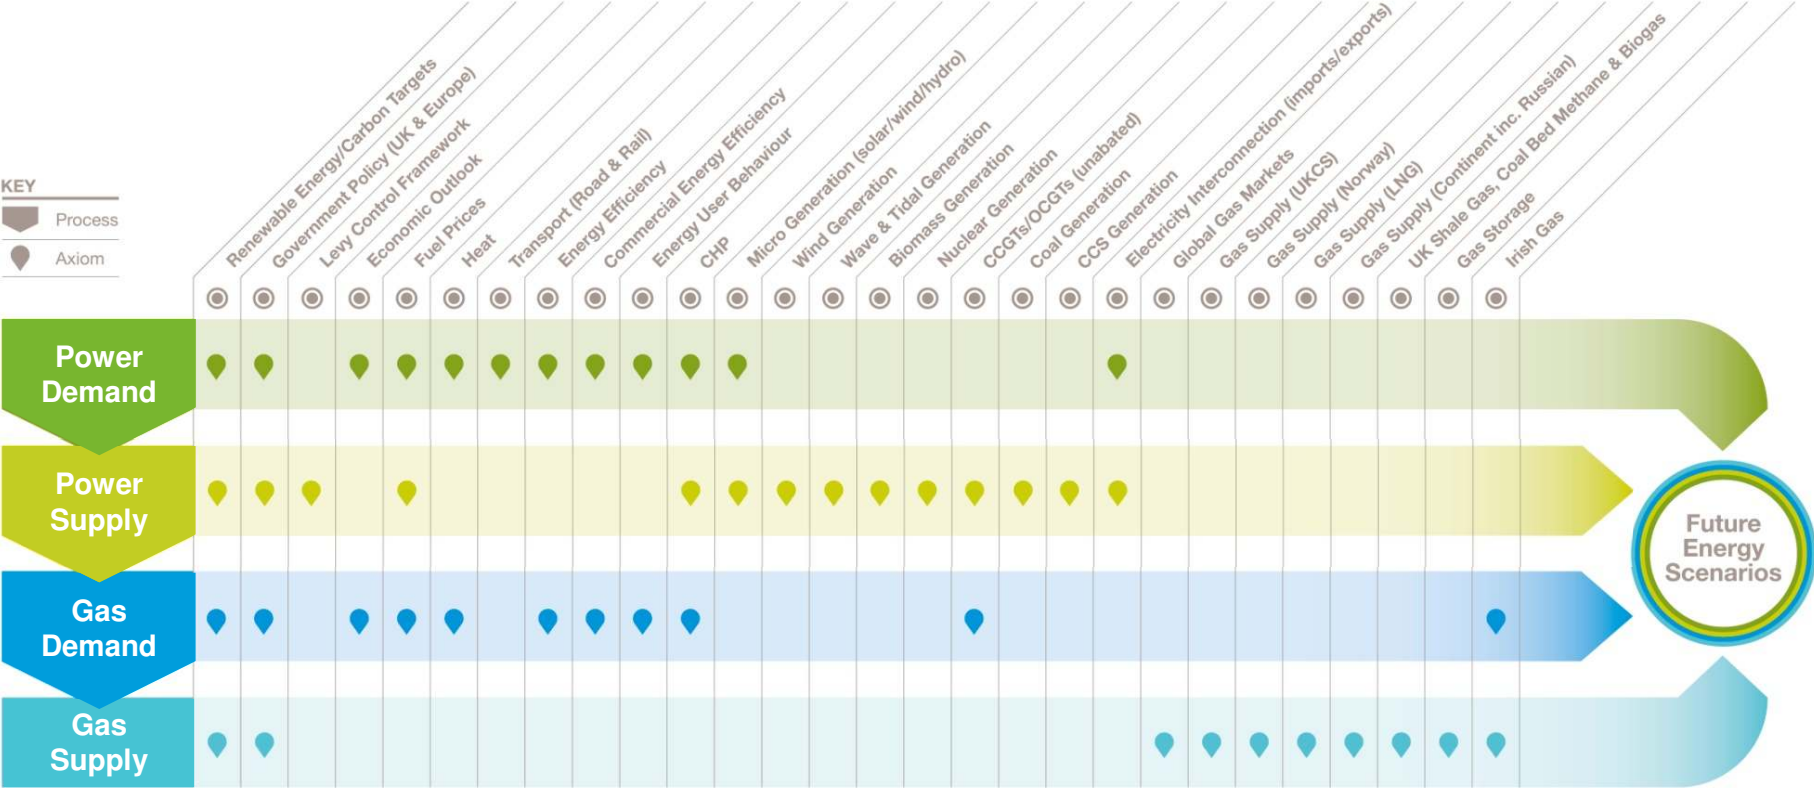 KEY
Process
Axiom
Renewable Energy/Carbon Targets
Government Policy (UK & Europe)
Levy Control Framework
Economic Outlook
Fuel Prices
Heat
Transport (Road & Rail)
Energy Efficiency
Commercial Energy Efficiency
Energy User Behaviour
CHP
Micro Generation (solar/wind/hydro)
Wind Generation
Wave & Tidal Generation
Biomass Generation
Nuclear Generation
CCGTs/OCGTs (unabated)
Coal Generation
CCS Generation
Electricity Interconnection (imports/exports)
Global Gas Markets
Gas Supply (UKCS)
Gas Supply (Norway)
Gas Supply (LNG)
Gas Supply (Continent inc. Russian)
UK Shale Gas, Coal Bed Methane & Biogas
Gas Storage
Irish Gas
Power
Demand
Power
Supply
Gas
Demand
Gas
Supply
Future
Energy
Scenarios